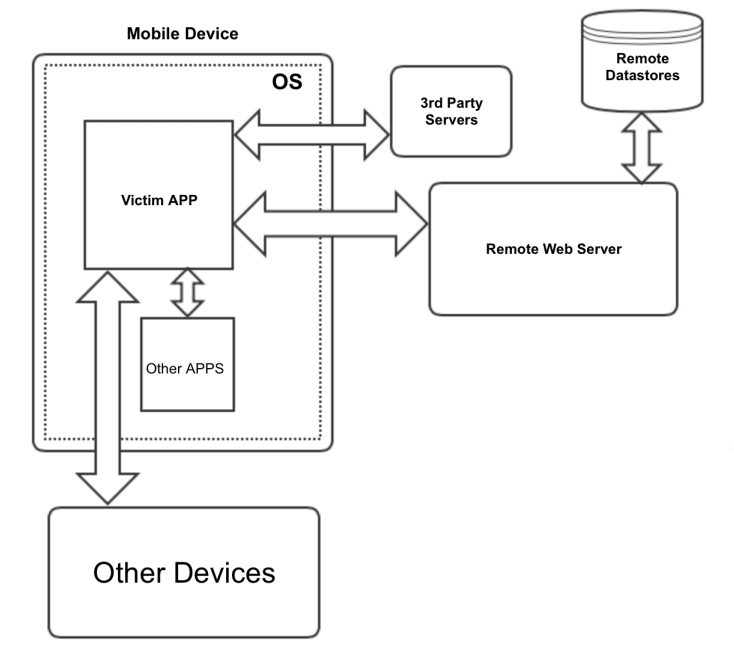 Mobile Device
OS
Remote
Datastores
3rd Party
Servers
Victim APP
Remote Web Server
Other APPS
Other Devices